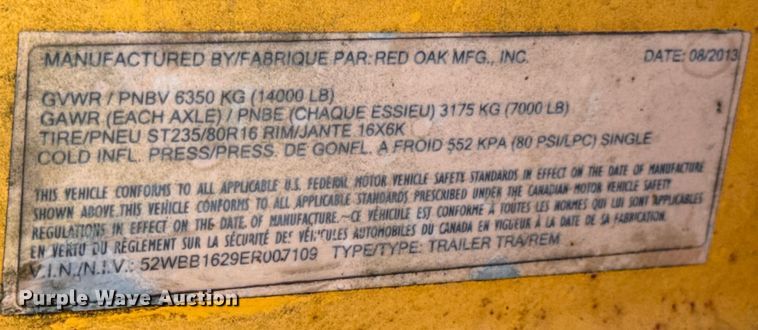 MANUFACTURED BY/FABRIQUE PAR: RED OAK MFG., INC. DATE: 08/2013
GVWR / PNBV 6350 KG (14000 LB)
GAWR (EACH AXLE) / PNBE (CHAQUE ESSIEU) 3175 KG (7000 LB)
TIRE/PNEU ST235/80R16 RIM/JANTE 16X6K
COLD INFL. PRESS/PRESS. DE GONFL. A FROID 552 KPA (80 PSI/LPC) SINGLE
THIS VEHICLE CONFORMS TO ALL APPLICABLE U.S. FEDERAL MOTOR VEHICLE SAFETY STANDARDS IN EFFECT ON THE DATE OF MANUFACTURE
SHOWN ABOVE.THIS VEHICLE CONFORMS TO ALL APPLICABLE STANDARDS PRESCRIBED UNDER THE CANADIAN MOTOR VEHICLE SAFETY
REGULATIONS IN EFFECT ON THE DATE OF MANUFACTURE.–CE VÉHICULE EST CONFORME À TOUTES LES NORMES QUI LUI SONT APPLICABLES
EN VERTU DU RÈGLEMENT SUR LA SÉCURITÉ DES VÉHICULES AUTOMOBILES DU CANADA EN VIGUEUR À LA DATE DE SA FABRICATION.
V.I.N./N.I.V.: 52WBB1629ER007109 TYPE/TYPE: TRAILER TRA/REM
Purple Wave Auction